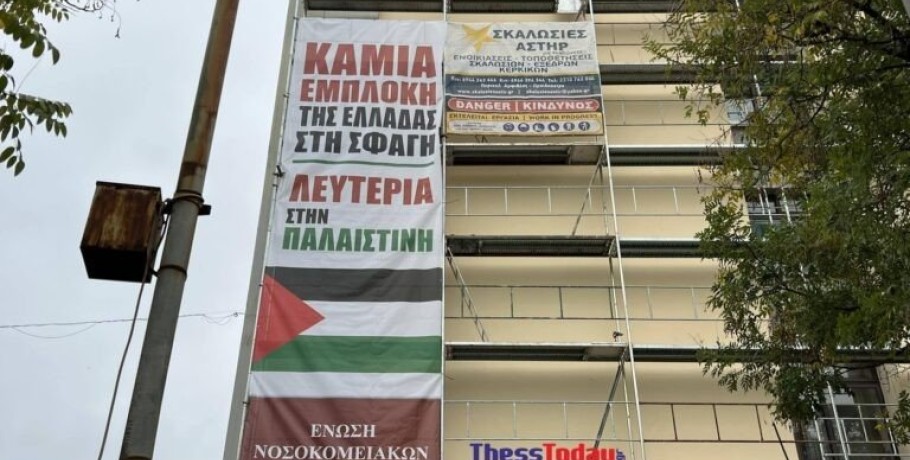 ΚΑΜΙΑ
ΕΜΠΛΟΚΗ
ΤΗΣ ΕΛΛΑΔΑΣ
ΣΤΗ ΣΦΑΓΗ
ΛΕΥΤΕΡΙΑ
ΣΤΗΝ
ΠΑΛΑΙΣΤΙΝΗ
ΕΝΩΣΗ
ΝΟΣΟΚΟΜΕΙΑΚΩΝ
ΣΚΑΛΩΣΙΕΣ
ΑΣΤΗΡ
ΕΝΟΙΚΙΑΣΕΙΣ - ΤΟΠΟΘΕΤΗΣΕΙΣ
ΣΚΑΛΩΣΙΩΝ - ΕΞΕΔΡΩΝ
ΚΕΡΚΙΚΩΝ
DANGER | ΚΙΝΔΥΝΟΣ
ΕΚΤΕΛΕΙΤΑΙ ΕΡΓΑΣΙΑ | WORK IN PROGRESS
ThessToday.gr